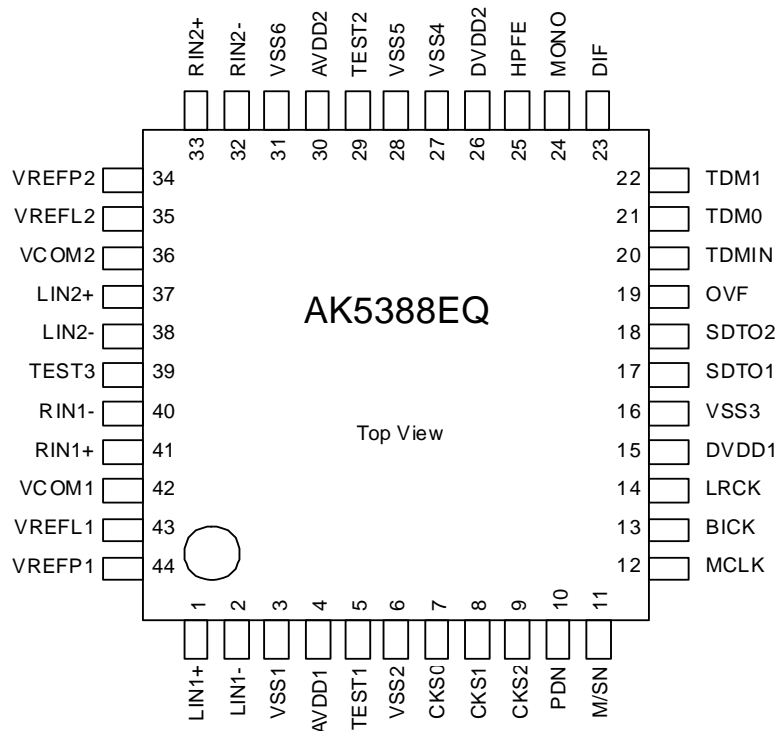 RIN2+ RIN2- VSS6 AVDD2 TEST2 VSS5 VSS4 DVDD2 HPFE MONO DIF
33 32 31 30 29 28 27 26 25 24 23
VREFP2 34 22 TDM1
VREFL2 35 21 TDM0
VCOM2 36 20 TDMIN
LIN2+ 37 19 OVF
AK5388EQ
LIN2- 38 18 SDTO2
TEST3 39 17 SDTO1
RIN1- 40 16 VSS3
Top View
RIN1+ 41 15 DVDD1
VCOM1 42 14 LRCK
VREFL1 43 13 BICK
VREFP1 44 12 MCLK
1 2 3 4 5 6 7 8 9 10 11
LIN1+ LIN1- VSS1 AVDD1 TEST1 VSS2 CKS0 CKS1 CKS2 PDN M/SN